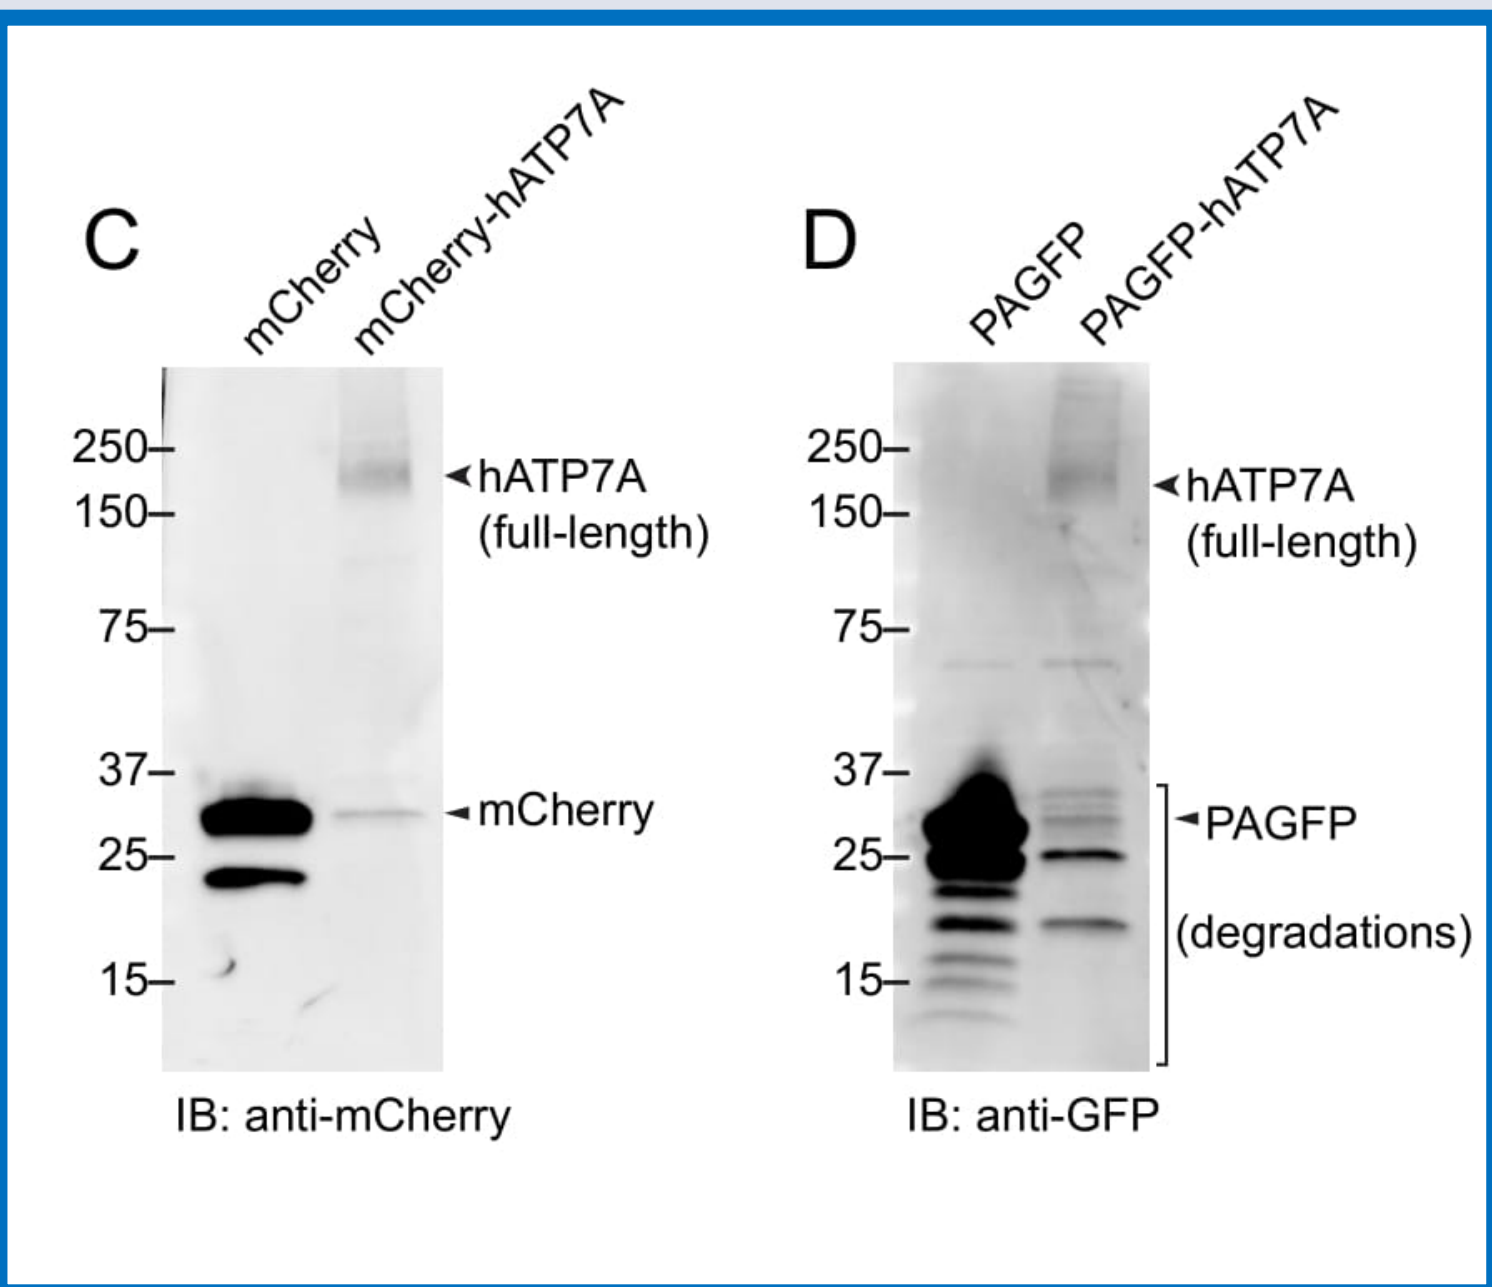 C
mCherry
mCherry-hATP7A
250
150
75
37
25
15
hATP7A
(full-length)
mCherry
IB: anti-mCherry
D
PAGFP
PAGFP-hATP7A
250
150
75
37
25
15
hATP7A
(full-length)
PAGFP
(degradations)
IB: anti-GFP